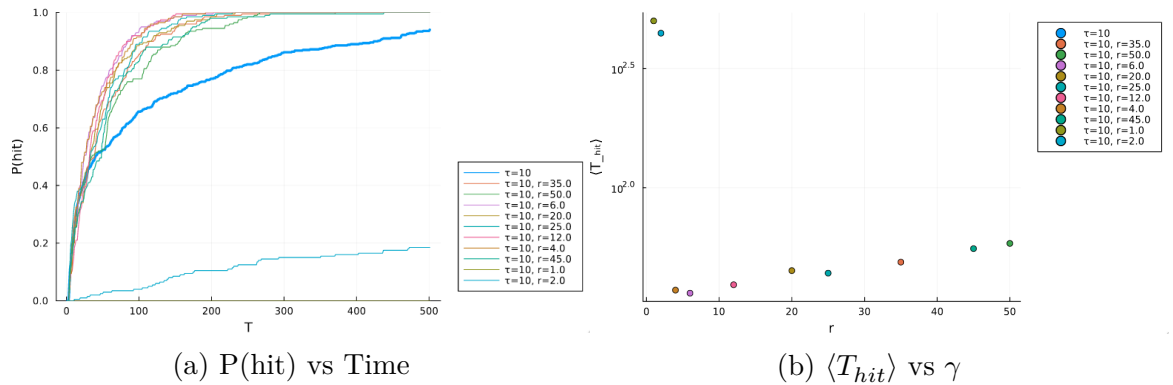 1.0
0.8
0.6
0.4
0.2
0.0
P(hit)
0
100
200
300
400
500
T
τ=10
τ=10, r=35.0
τ=10, r=50.0
τ=10, r=6.0
τ=10, r=20.0
τ=10, r=25.0
τ=10, r=12.0
τ=10, r=4.0
τ=10, r=45.0
τ=10, r=1.0
τ=10, r=2.0
(a) P(hit) vs Time
10^2.5
10^2.0
⟨T_ₕᵢₜ⟩
0
10
20
30
40
50
r
τ=10
τ=10, r=35.0
τ=10, r=50.0
τ=10, r=6.0
τ=10, r=20.0
τ=10, r=25.0
τ=10, r=12.0
τ=10, r=4.0
τ=10, r=45.0
τ=10, r=1.0
τ=10, r=2.0
(b) ⟨T_hit⟩ vs γ